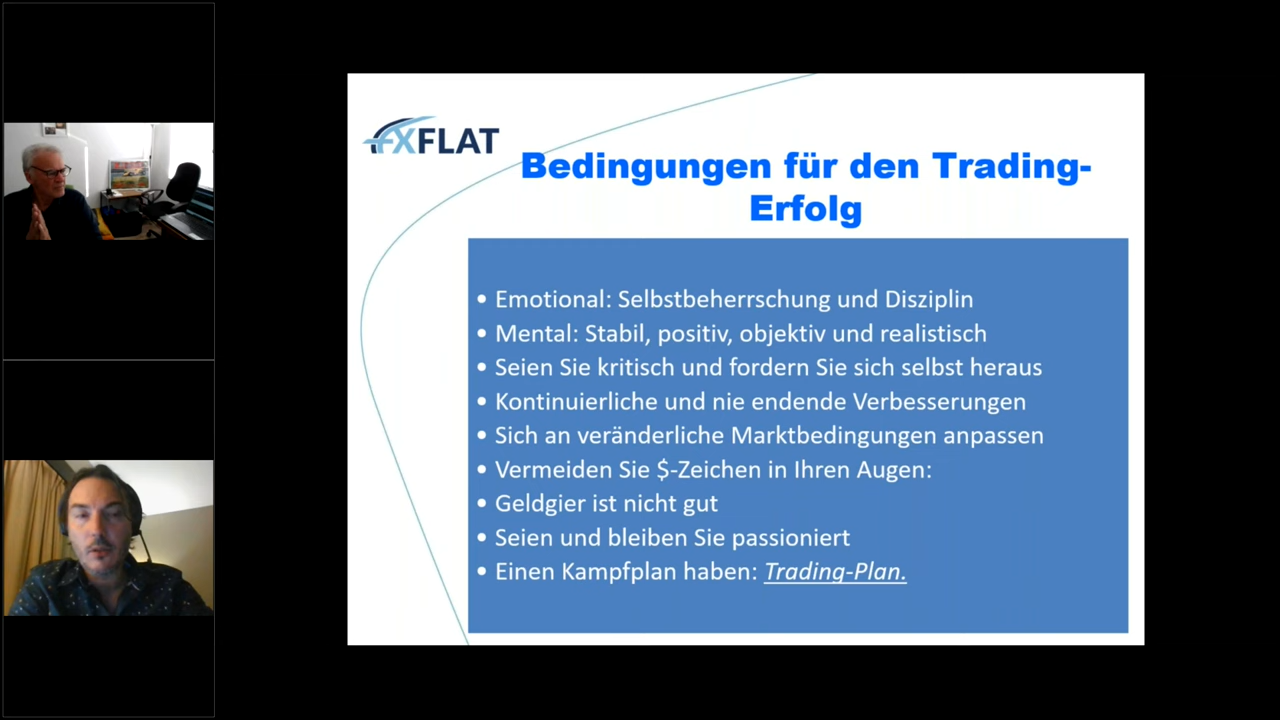 FXFLAT
Bedingungen für den Trading-
Erfolg
• Emotional: Selbstbeherrschung und Disziplin
• Mental: Stabil, positiv, objektiv und realistisch
• Seien Sie kritisch und fordern Sie sich selbst heraus
• Kontinuierliche und nie endende Verbesserungen
• Sich an veränderliche Marktbedingungen anpassen
• Vermeiden Sie $-Zeichen in Ihren Augen:
• Geldgier ist nicht gut
• Seien und bleiben Sie passioniert
• Einen Kampfplan haben: Trading-Plan.